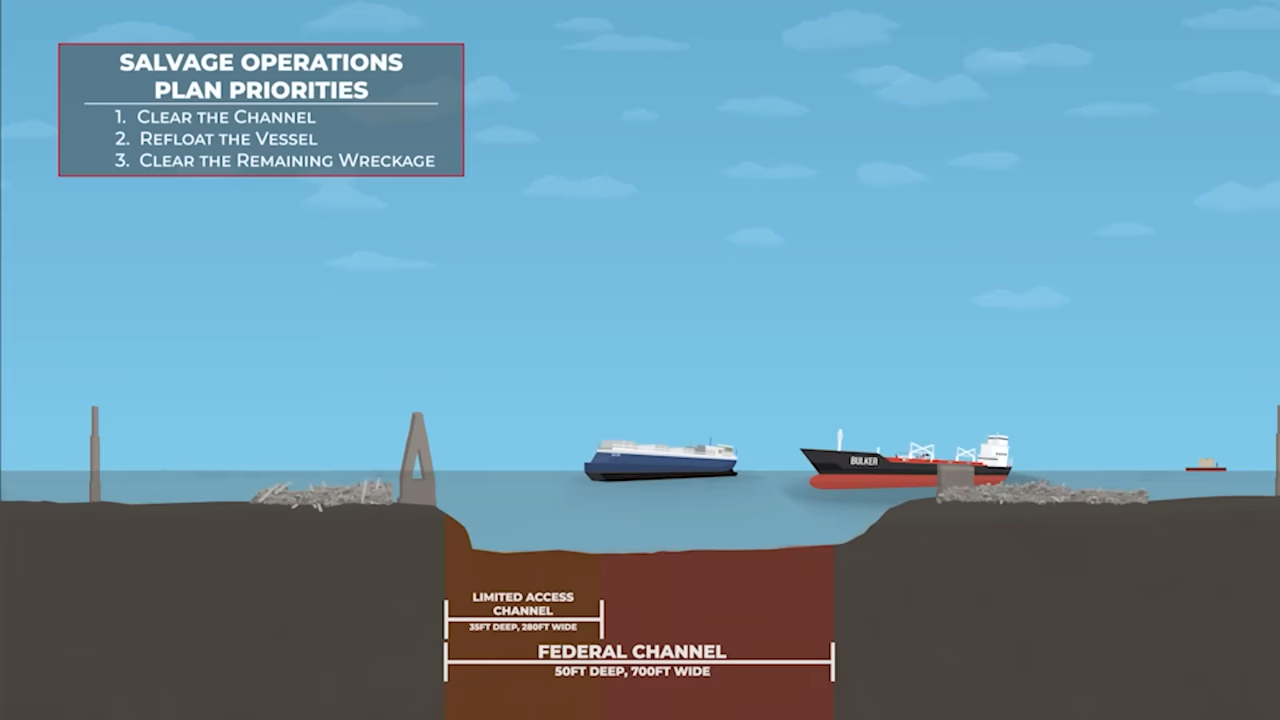 SALVAGE OPERATIONS
PLAN PRIORITIES
1. Clear the Channel
2. Refloat the Vessel
3. Clear the Remaining Wreckage
BULKER
LIMITED ACCESS
CHANNEL
35FT DEEP, 280FT WIDE
FEDERAL CHANNEL
50FT DEEP, 700FT WIDE